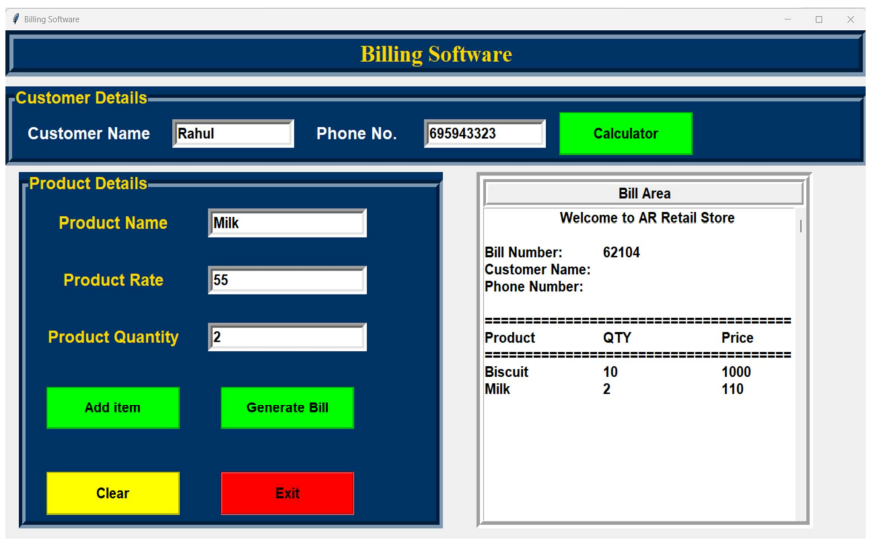 Billing Software
Billing Software
Customer Details
Customer Name Rahul Phone No. 695943323 Calculator
Product Details
Product Name Milk
Product Rate 55
Product Quantity 2
Add item Generate Bill
Clear Exit
Bill Area
Welcome to AR Retail Store
Bill Number: 62104
Customer Name:
Phone Number:
======================================
Product QTY Price
======================================
Biscuit 10 1000
Milk 2 110